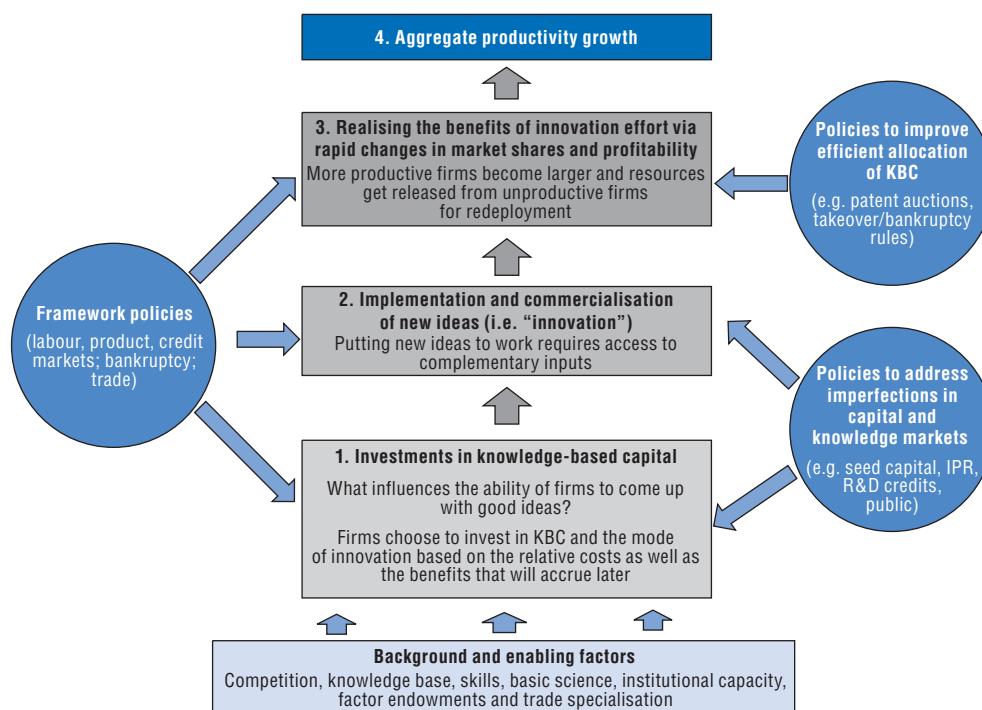 4. Aggregate productivity growth
3. Realising the benefits of innovation effort via
rapid changes in market shares and profitability
More productive firms become larger and resources
get released from unproductive firms
for redeployment
Policies to improve
efficient allocation
of KBC
(e.g. patent auctions,
takeover/bankruptcy
rules)
Framework policies
(labour, product, credit
markets; bankruptcy;
trade)
2. Implementation and commercialisation
of new ideas (i.e. “innovation”)
Putting new ideas to work requires access to
complementary inputs
Policies to address
imperfections in
capital and
knowledge markets
(e.g. seed capital, IPR,
R&D credits,
public)
1. Investments in knowledge-based capital
What influences the ability of firms to come up
with good ideas?
Firms choose to invest in KBC and the mode
of innovation based on the relative costs as well as
the benefits that will accrue later
Background and enabling factors
Competition, knowledge base, skills, basic science, institutional capacity,
factor endowments and trade specialisation